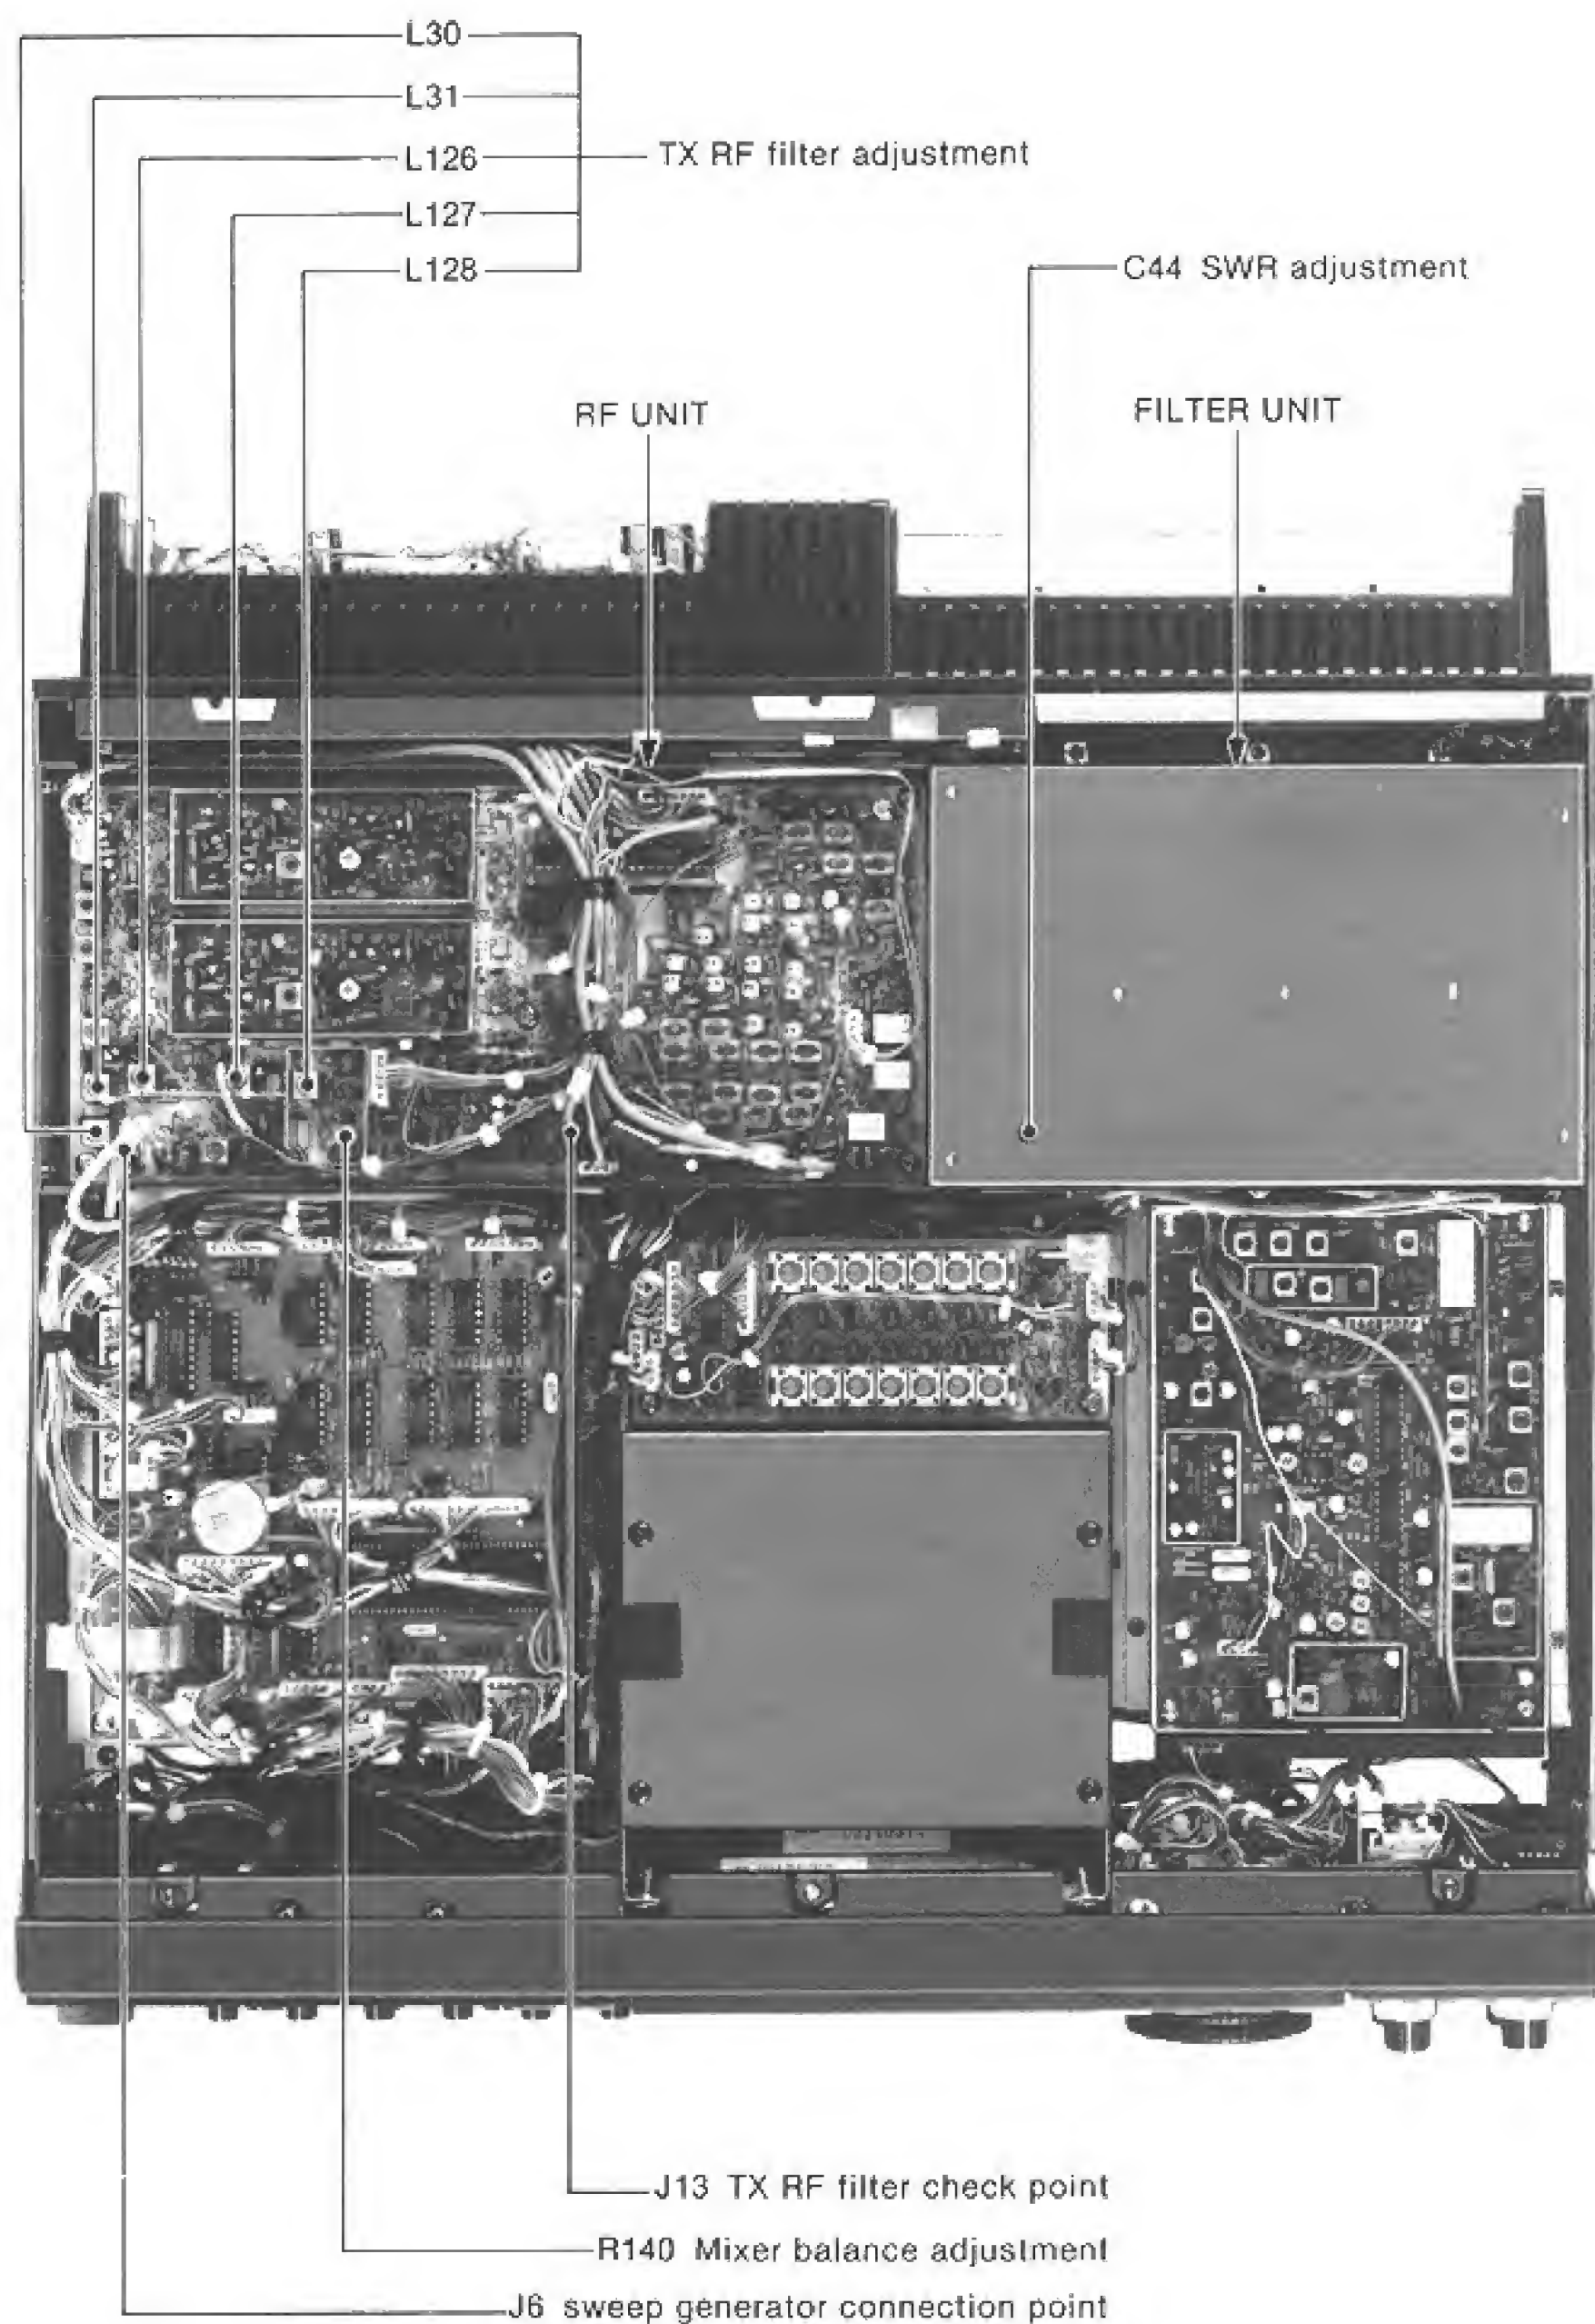 L30
L31
L126 TX RF filter adjustment
L127
L128
C44 SWR adjustment
RF UNIT
FILTER UNIT
J13 TX RF filter check point
R140 Mixer balance adjustment
J6 sweep generator connection point